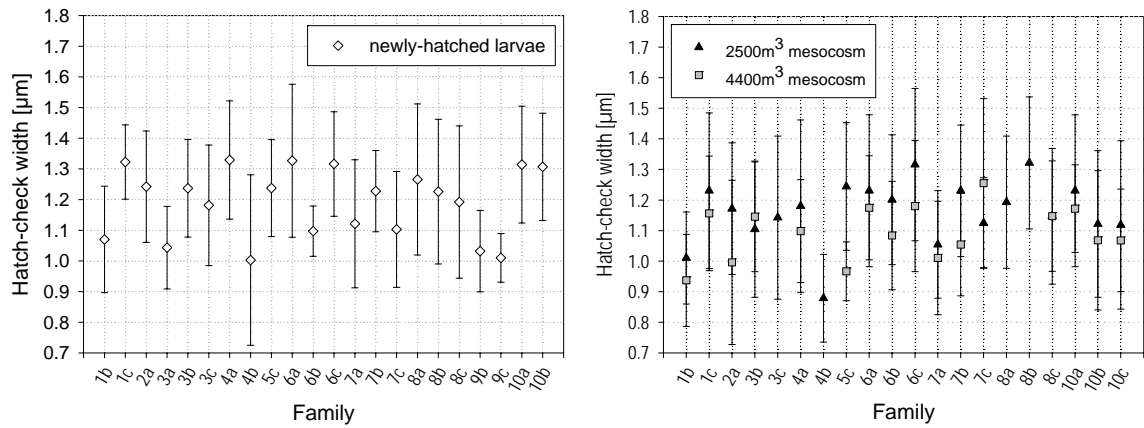 1.8
1.7
1.6
1.5
1.4
1.3
1.2
1.1
1.0
0.9
0.8
0.7
Hatch-check width [µm]
newly-hatched larvae
1b 1c 2a 3a 3b 3c 4a 4b 5c 6a 6b 6c 7a 7b 7c 8a 8b 8c 9b 9c 10a 10b
Family
1.8
1.7
1.6
1.5
1.4
1.3
1.2
1.1
1.0
0.9
0.8
0.7
Hatch-check width [µm]
2500m³ mesocosm
4400m³ mesocosm
1b 1c 2a 3b 3c 4a 4b 5c 6a 6b 6c 7a 7b 7c 8a 8b 8c 10a 10b 10c
Family